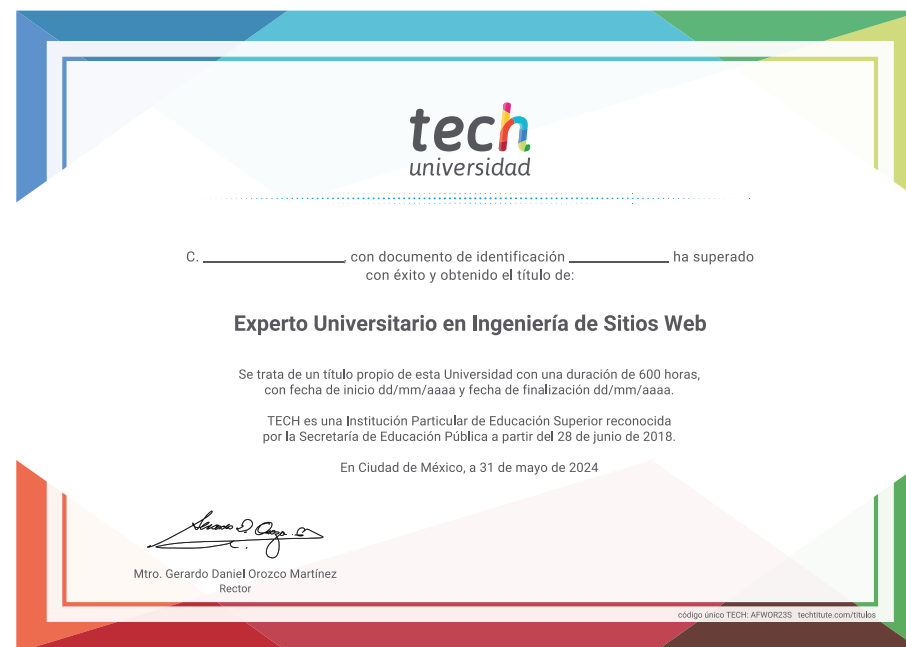 tech
universidad
C. ____________________, con documento de identificación ______________ ha superado
con éxito y obtenido el título de:
Experto Universitario en Ingeniería de Sitios Web
Se trata de un título propio de esta Universidad con una duración de 600 horas,
con fecha de inicio dd/mm/aaaa y fecha de finalización dd/mm/aaaa.
TECH es una Institución Particular de Educación Superior reconocida
por la Secretaría de Educación Pública a partir del 28 de junio de 2018.
En Ciudad de México, a 31 de mayo de 2024
Mtro. Gerardo Daniel Orozco Martínez
Rector
código único TECH: AFWOR23S techtitute.com/titulos